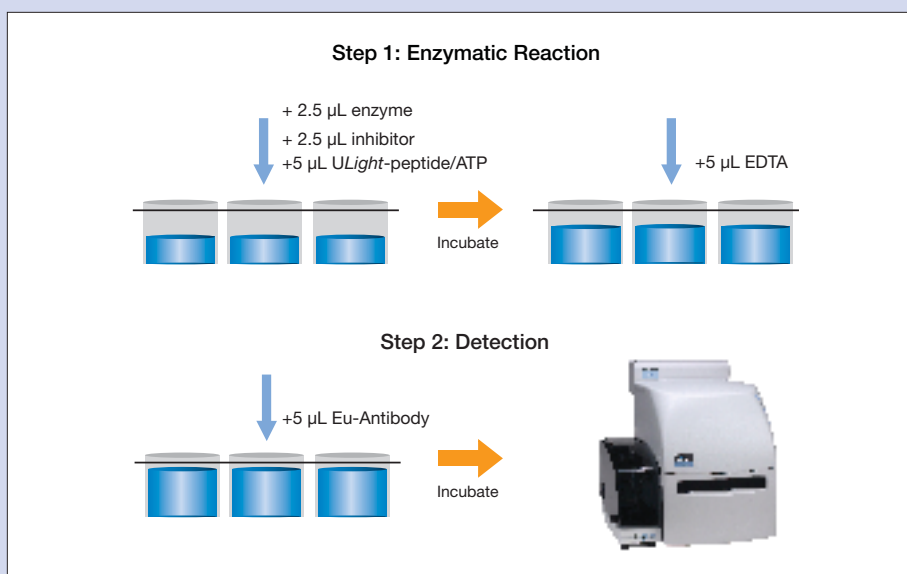 Step 1: Enzymatic Reaction
+ 2.5 µL enzyme
+ 2.5 µL inhibitor
+5 µL ULight-peptide/ATP
Incubate
+5 µL EDTA
Step 2: Detection
+5 µL Eu-Antibody
Incubate